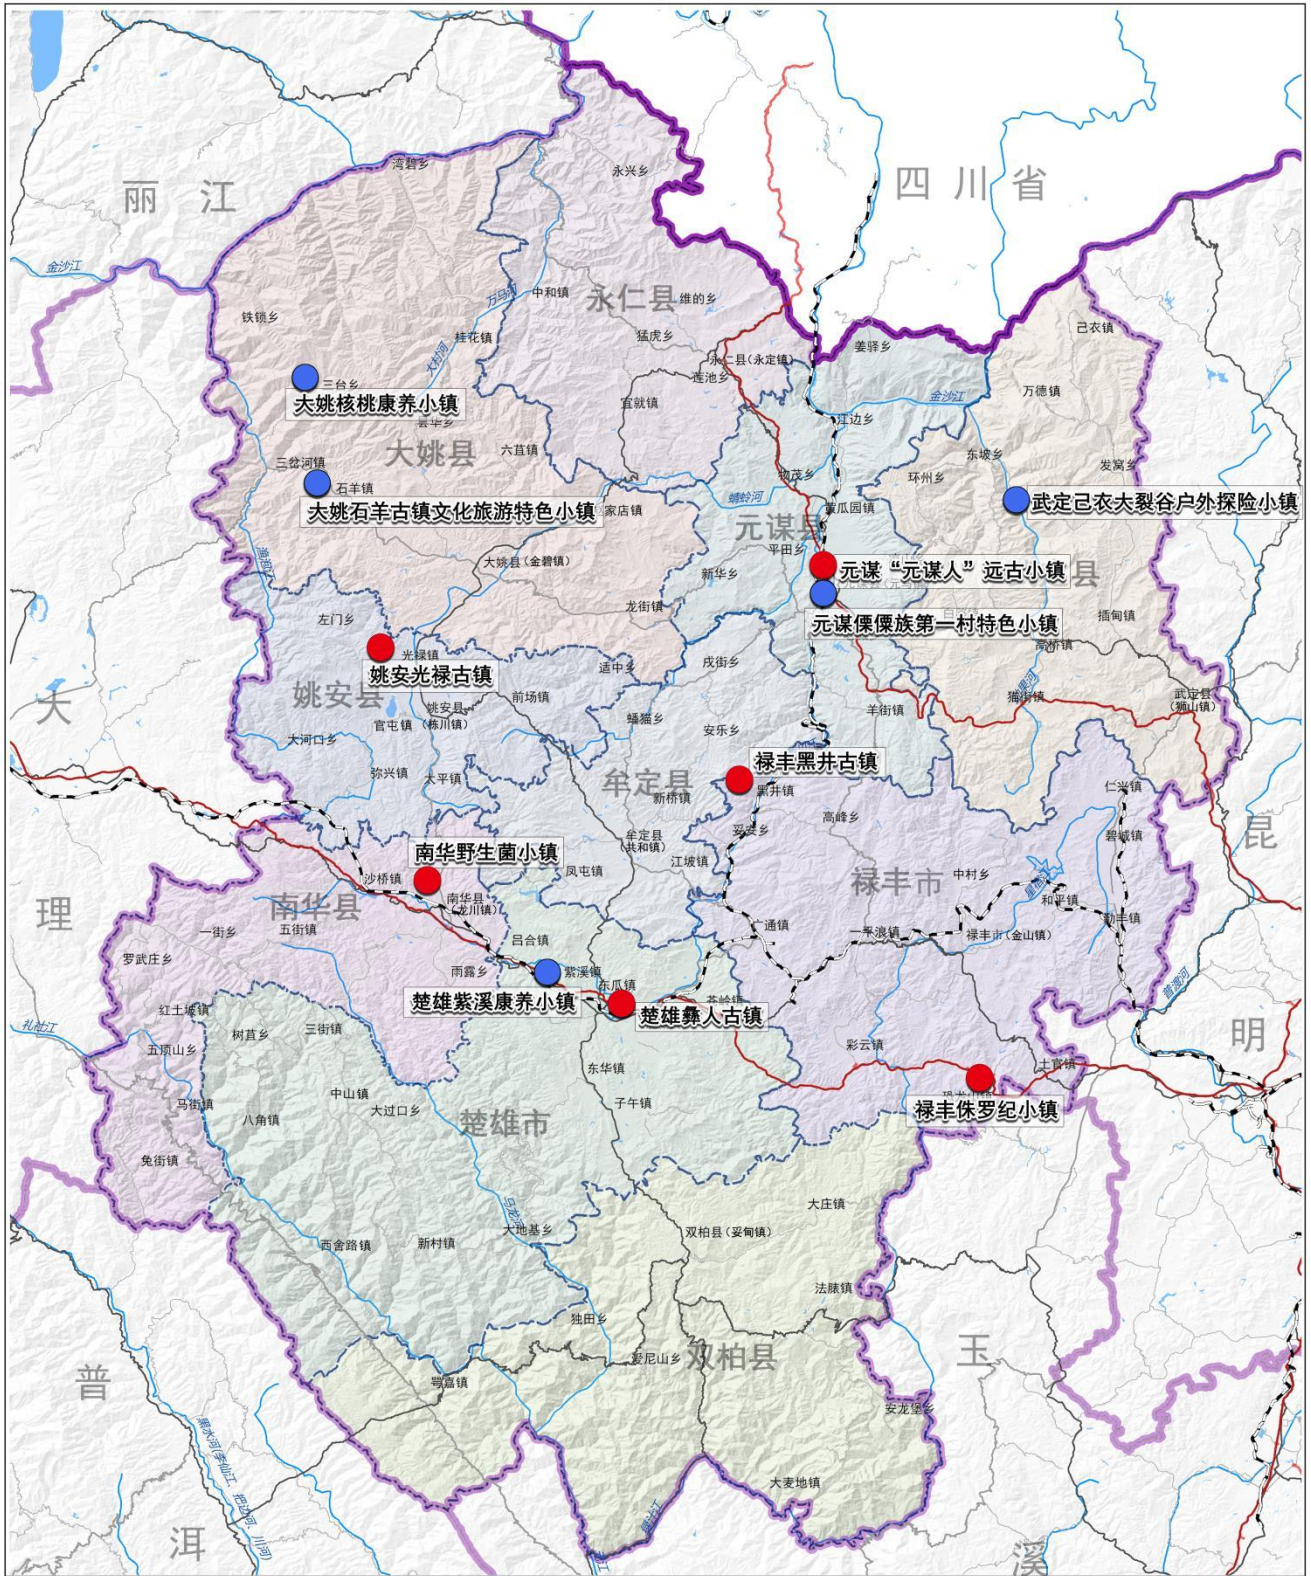 四川省
丽江
湾碧乡
永兴乡
金沙江
万马河
中和镇
永仁县
维的乡
铁锁乡
桂花镇
猛虎乡
己衣镇
姜驿乡
大村河
永仁县(永定镇)
莲池乡
三台乡
万德镇
大姚核桃康养小镇
宜就镇
金沙江
江边乡
大姚县
六苴镇
东坡乡
三岔河镇
物茂乡
环州乡
发窝乡
石羊镇
蜻蛉河
武定己衣大裂谷户外探险小镇
大姚石羊古镇文化旅游特色小镇
家店镇
黄瓜园镇
元谋县
平田乡
渔泡江
大姚县(金碧镇)
元谋“元谋人”远古小镇
县
新华乡
龙街镇
元谋傈僳族第一村特色小镇
插甸镇
左门乡
高桥镇
光禄镇
戌街乡
姚安光禄古镇
适中乡
大
姚安县
前场镇
猫街镇
武定县
(狮山镇)
姚安县
(栋川镇)
官屯镇
蟠猫乡
羊街镇
安乐乡
大河口乡
禄丰黑井古镇
弥兴镇
太平镇
牟定县
新桥镇
黑井镇
仁兴镇
高峰乡
妥安乡
碧城镇
昆
牟定县
(共和镇)
南华野生菌小镇
江坡镇
沙桥镇
凤屯镇
禄丰市
中村乡
星宿江
南华县
(龙川镇)
和平镇
理
南华县
勤丰镇
一街乡
五街镇
广通镇
一平浪镇
禄丰市(金山镇)
吕合镇
罗武庄乡
雨露乡
紫溪镇
东瓜镇
普渡河
楚雄紫溪康养小镇
苍岭镇
楚雄彝人古镇
红土坡镇
礼社江
树苴乡
三街镇
明
五顶山乡
彩云镇
土官镇
东华镇
中山镇
马街镇
大过口乡
子午镇
禄丰侏罗纪小镇
八角镇
楚雄市
兔街镇
马龙河
大庄镇
大地基乡
双柏县(妥甸镇)
西舍路镇
新村镇
法脿镇
独田乡
玉
爱尼山乡
双柏县
普
鄂嘉镇
安龙堡乡
黑水河(李仙江、把边河、川河)
大麦地镇
洱
溪